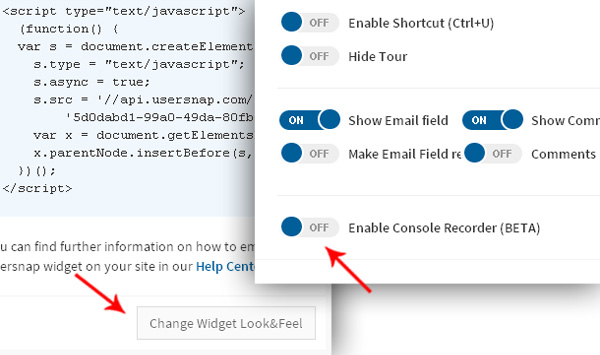 <script type="text/javascript">
(function() {
var s = document.createElement
s.type = "text/javascript";
s.async = true;
s.src = '//api.usersnap.com/
'5d0dabd1-99a0-49da-80fb
var x = document.getElements
x.parentNode.insertBefore(s,
})();
</script>
u can find further information on how to em
ersnap widget on your site in our Help Center
Change Widget Look&Feel
OFF Enable Shortcut (Ctrl+U)
OFF Hide Tour
ON Show Email field ON Show Com
OFF Make Email Field re OFF Comments
OFF Enable Console Recorder (BETA)